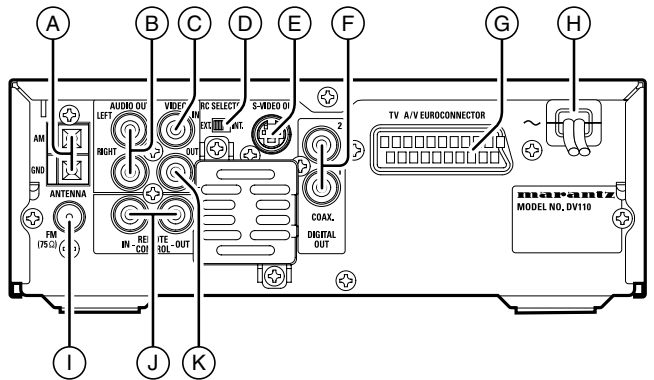 A B C D E F G H
AUDIO OUT VIDEO RC SELECTOR S-VIDEO OUT
LEFT IN EXT. INT. 2 TV A/V EUROCONNECTOR
AM ~
RIGHT OUT
GND
ANTENNA COAX. marantz
FM IN - REMOTE CONTROL - OUT DIGITAL OUT MODEL NO. DV110
(75Ω)
I J K